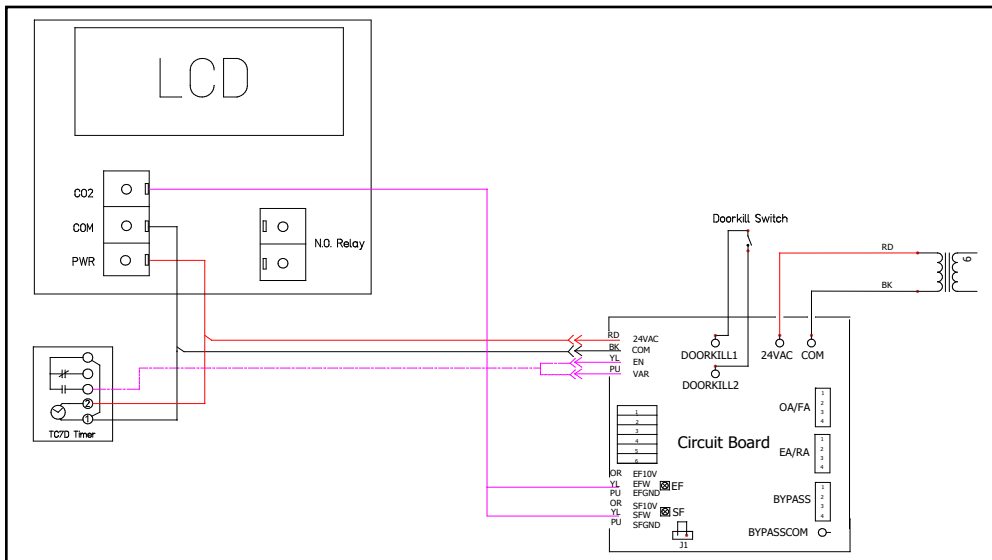 LCD
CO2
COM
PWR
N.O. Relay
Doorkill Switch
RD
BK
6
RD 24VAC
BK COM
YL EN
PU VAR
DOORKILL1
24VAC COM
DOORKILL2
2
1
TC7D Timer
1
2
3
4
5
6
Circuit Board
OA/FA
1
2
3
4
EA/RA
1
2
3
4
BYPASS
1
2
3
4
BYPASSCOM
OR EF10V
YL EFW
PU EFGND
EF
OR SF10V
YL SFW
PU SFGND
SF
J1